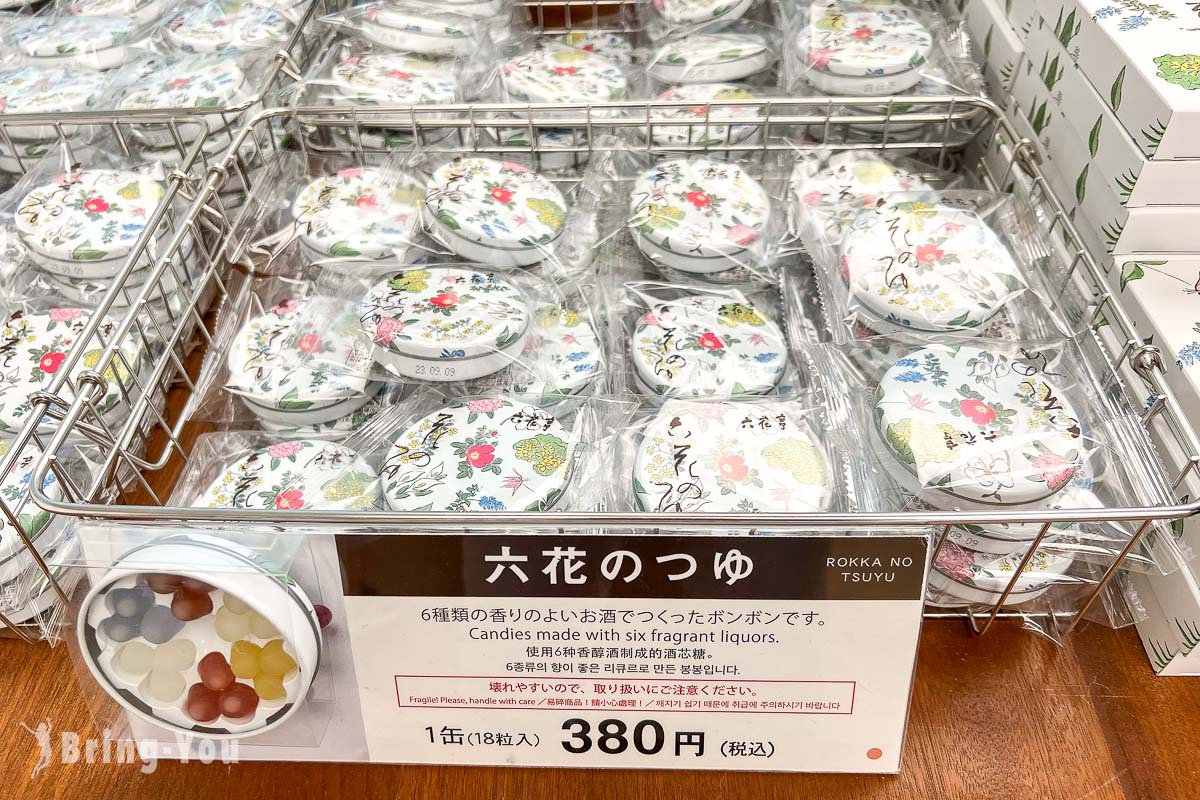 六花亭
六花亭
23.09.09
六花亭
六花亭
六花のつゆ
ROKKA NO
TSUYU
6種類の香りのよいお酒でつくったボンボンです。
Candies made with six fragrant liquors.
使用6种香醇酒制成的酒芯糖。
6종류의 향이 좋은 리큐르로 만든 봉봉입니다.
壊れやすいので、取り扱いにご注意ください。
Fragile! Please, handle with care ／易碎商品！請小心處理！／ 깨지기 쉽기 때문에 취급에 주의하시기 바랍니다
1缶(18粒入) 380円 (税込)
Bring-You